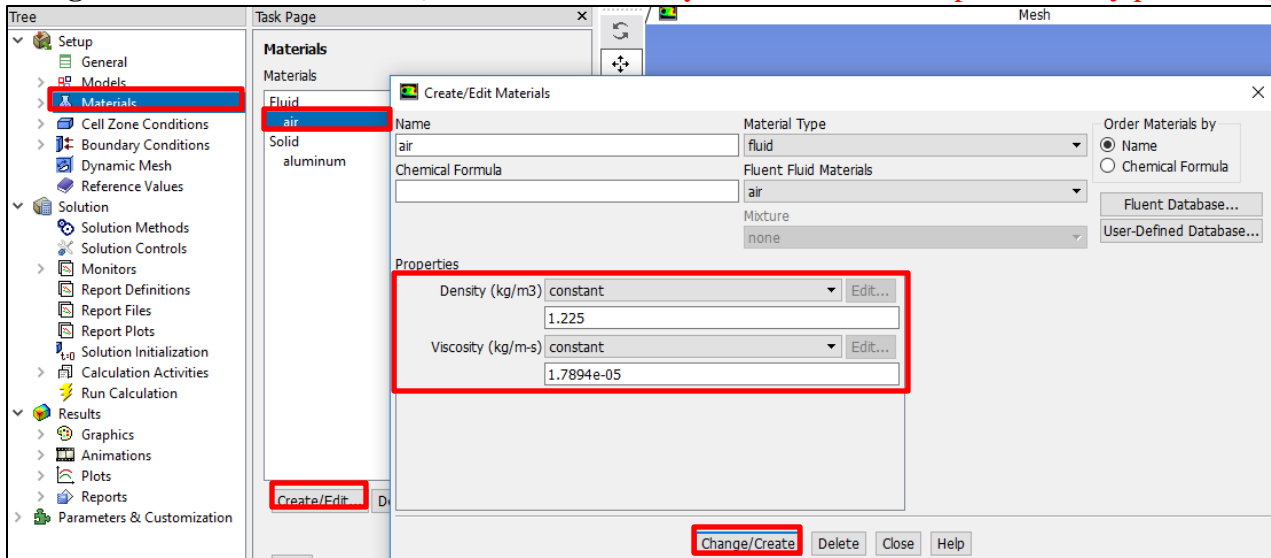 Tree
Task Page
Mesh
Setup
General
Models
Materials
Cell Zone Conditions
Boundary Conditions
Dynamic Mesh
Reference Values
Solution
Solution Methods
Solution Controls
Monitors
Report Definitions
Report Files
Report Plots
Solution Initialization
Calculation Activities
Run Calculation
Results
Graphics
Animations
Plots
Reports
Parameters & Customization
Materials
Materials
Fluid
air
Solid
aluminum
Create/Edit...
Create/Edit Materials
Name
air
Chemical Formula
Material Type
fluid
Fluent Fluid Materials
air
Mixture
none
Order Materials by
Name
Chemical Formula
Fluent Database...
User-Defined Database...
Properties
Density (kg/m3) constant Edit...
1.225
Viscosity (kg/m-s) constant Edit...
1.7894e-05
Change/Create Delete Close Help